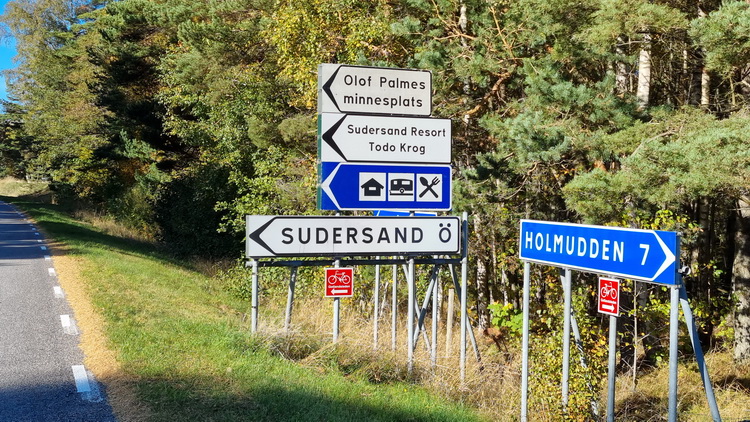 Olof Palmes
minnesplats
Sudersand Resort
Todo Krog
SUDERSAND Ö
HOLMUDDEN 7